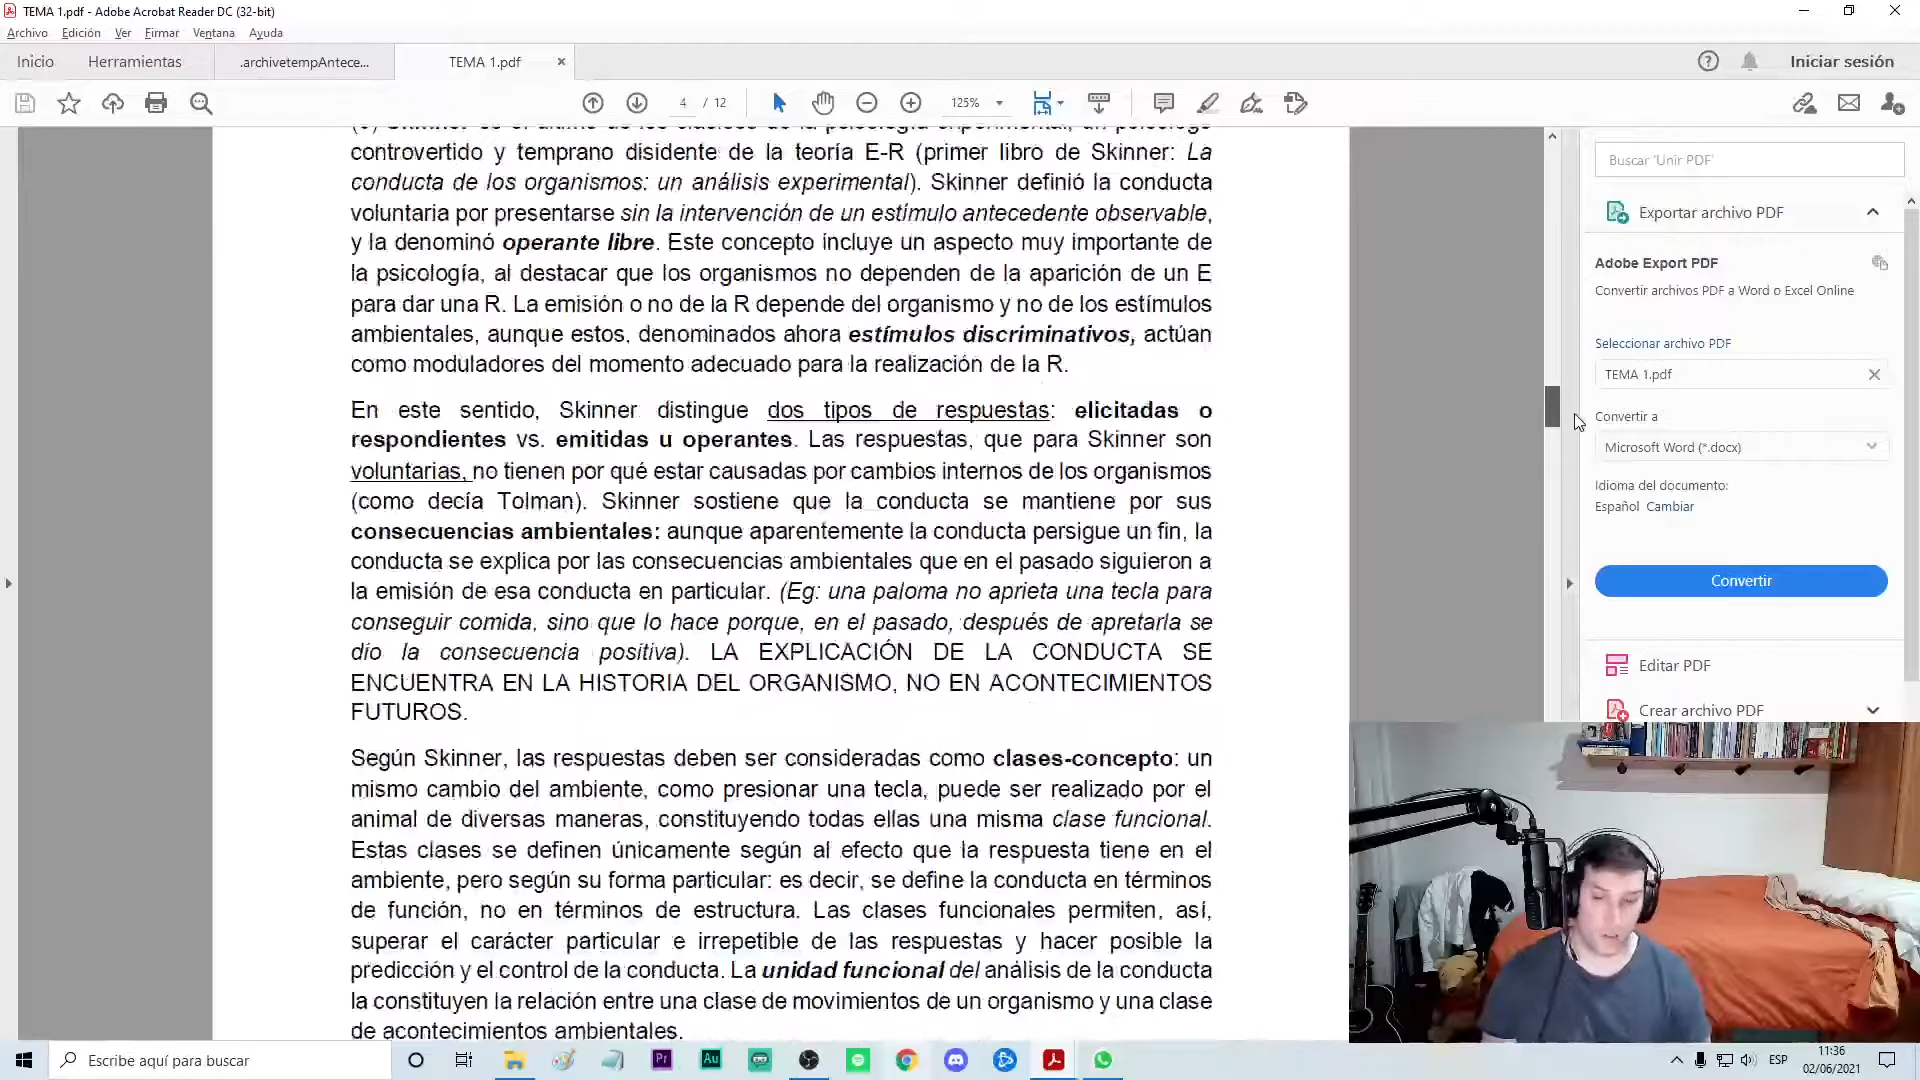 TEMA 1.pdf - Adobe Acrobat Reader DC (32-bit)
Archivo Edición Ver Firmar Ventana Ayuda
Inicio Herramientas .archivetempAntece... TEMA 1.pdf Iniciar sesión
4 / 12 125%
controvertido y temprano disidente de la teoría E-R (primer libro de Skinner: La
conducta de los organismos: un análisis experimental). Skinner definió la conducta
voluntaria por presentarse sin la intervención de un estímulo antecedente observable,
y la denominó operante libre. Este concepto incluye un aspecto muy importante de
la psicología, al destacar que los organismos no dependen de la aparición de un E
para dar una R. La emisión o no de la R depende del organismo y no de los estímulos
ambientales, aunque estos, denominados ahora estímulos discriminativos, actúan
como moduladores del momento adecuado para la realización de la R.
En este sentido, Skinner distingue dos tipos de respuestas: elicitadas o
respondientes vs. emitidas u operantes. Las respuestas, que para Skinner son
voluntarias, no tienen por qué estar causadas por cambios internos de los organismos
(como decía Tolman). Skinner sostiene que la conducta se mantiene por sus
consecuencias ambientales: aunque aparentemente la conducta persigue un fin, la
conducta se explica por las consecuencias ambientales que en el pasado siguieron a
la emisión de esa conducta en particular. (Eg: una paloma no aprieta una tecla para
conseguir comida, sino que lo hace porque, en el pasado, después de apretarla se
dio la consecuencia positiva). LA EXPLICACIÓN DE LA CONDUCTA SE
ENCUENTRA EN LA HISTORIA DEL ORGANISMO, NO EN ACONTECIMIENTOS
FUTUROS.
Según Skinner, las respuestas deben ser consideradas como clases-concepto: un
mismo cambio del ambiente, como presionar una tecla, puede ser realizado por el
animal de diversas maneras, constituyendo todas ellas una misma clase funcional.
Estas clases se definen únicamente según al efecto que la respuesta tiene en el
ambiente, pero según su forma particular: es decir, se define la conducta en términos
de función, no en términos de estructura. Las clases funcionales permiten, así,
superar el carácter particular e irrepetible de las respuestas y hacer posible la
predicción y el control de la conducta. La unidad funcional del análisis de la conducta
la constituyen la relación entre una clase de movimientos de un organismo y una clase
de acontecimientos ambientales.
Buscar 'Unir PDF'
Exportar archivo PDF
Adobe Export PDF
Convertir archivos PDF a Word o Excel Online
Seleccionar archivo PDF
TEMA 1.pdf
Convertir a
Microsoft Word (*.docx)
Idioma del documento:
Español Cambiar
Convertir
Editar PDF
Crear archivo PDF
Escribe aquí para buscar
Pr
Au
ESP
11:36
02/06/2021